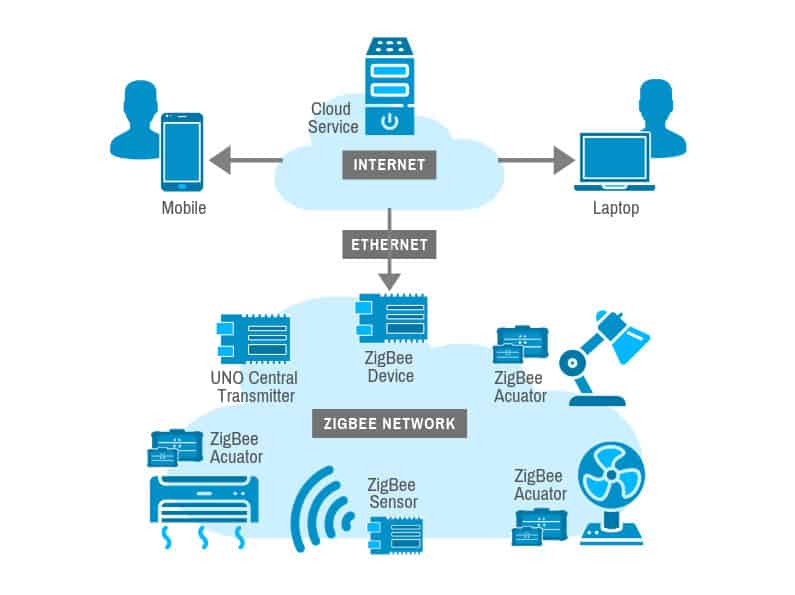 Cloud
Service
INTERNET
Mobile
Laptop
ETHERNET
ZigBee
Device
UNO Central
Transmitter
ZigBee
Acuator
ZIGBEE NETWORK
ZigBee
Acuator
ZigBee
Sensor
ZigBee
Acuator